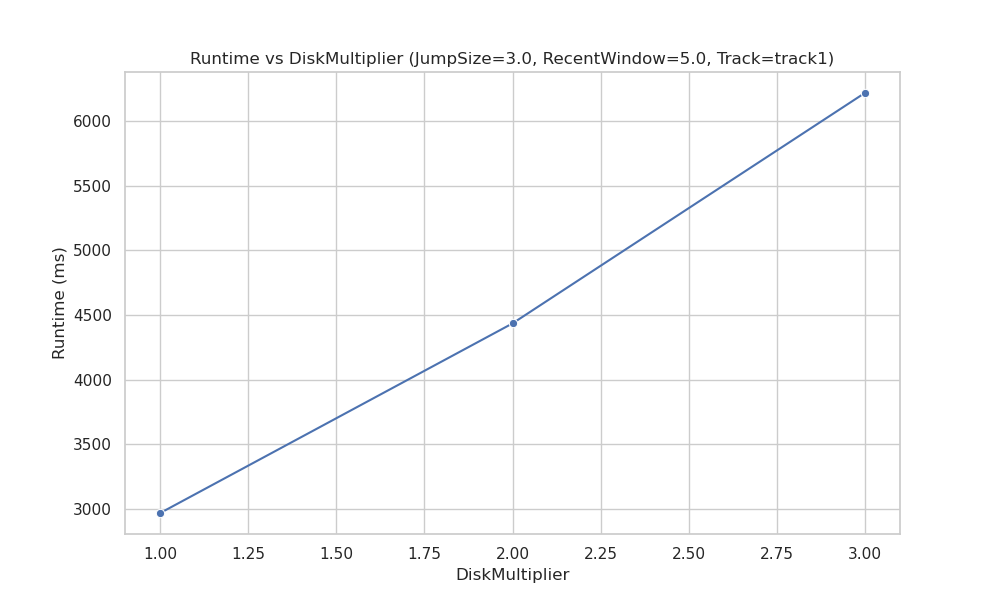 Runtime vs DiskMultiplier (JumpSize=3.0, RecentWindow=5.0, Track=track1)
Runtime (ms)
6000
5500
5000
4500
4000
3500
3000
1.00 1.25 1.50 1.75 2.00 2.25 2.50 2.75 3.00
DiskMultiplier